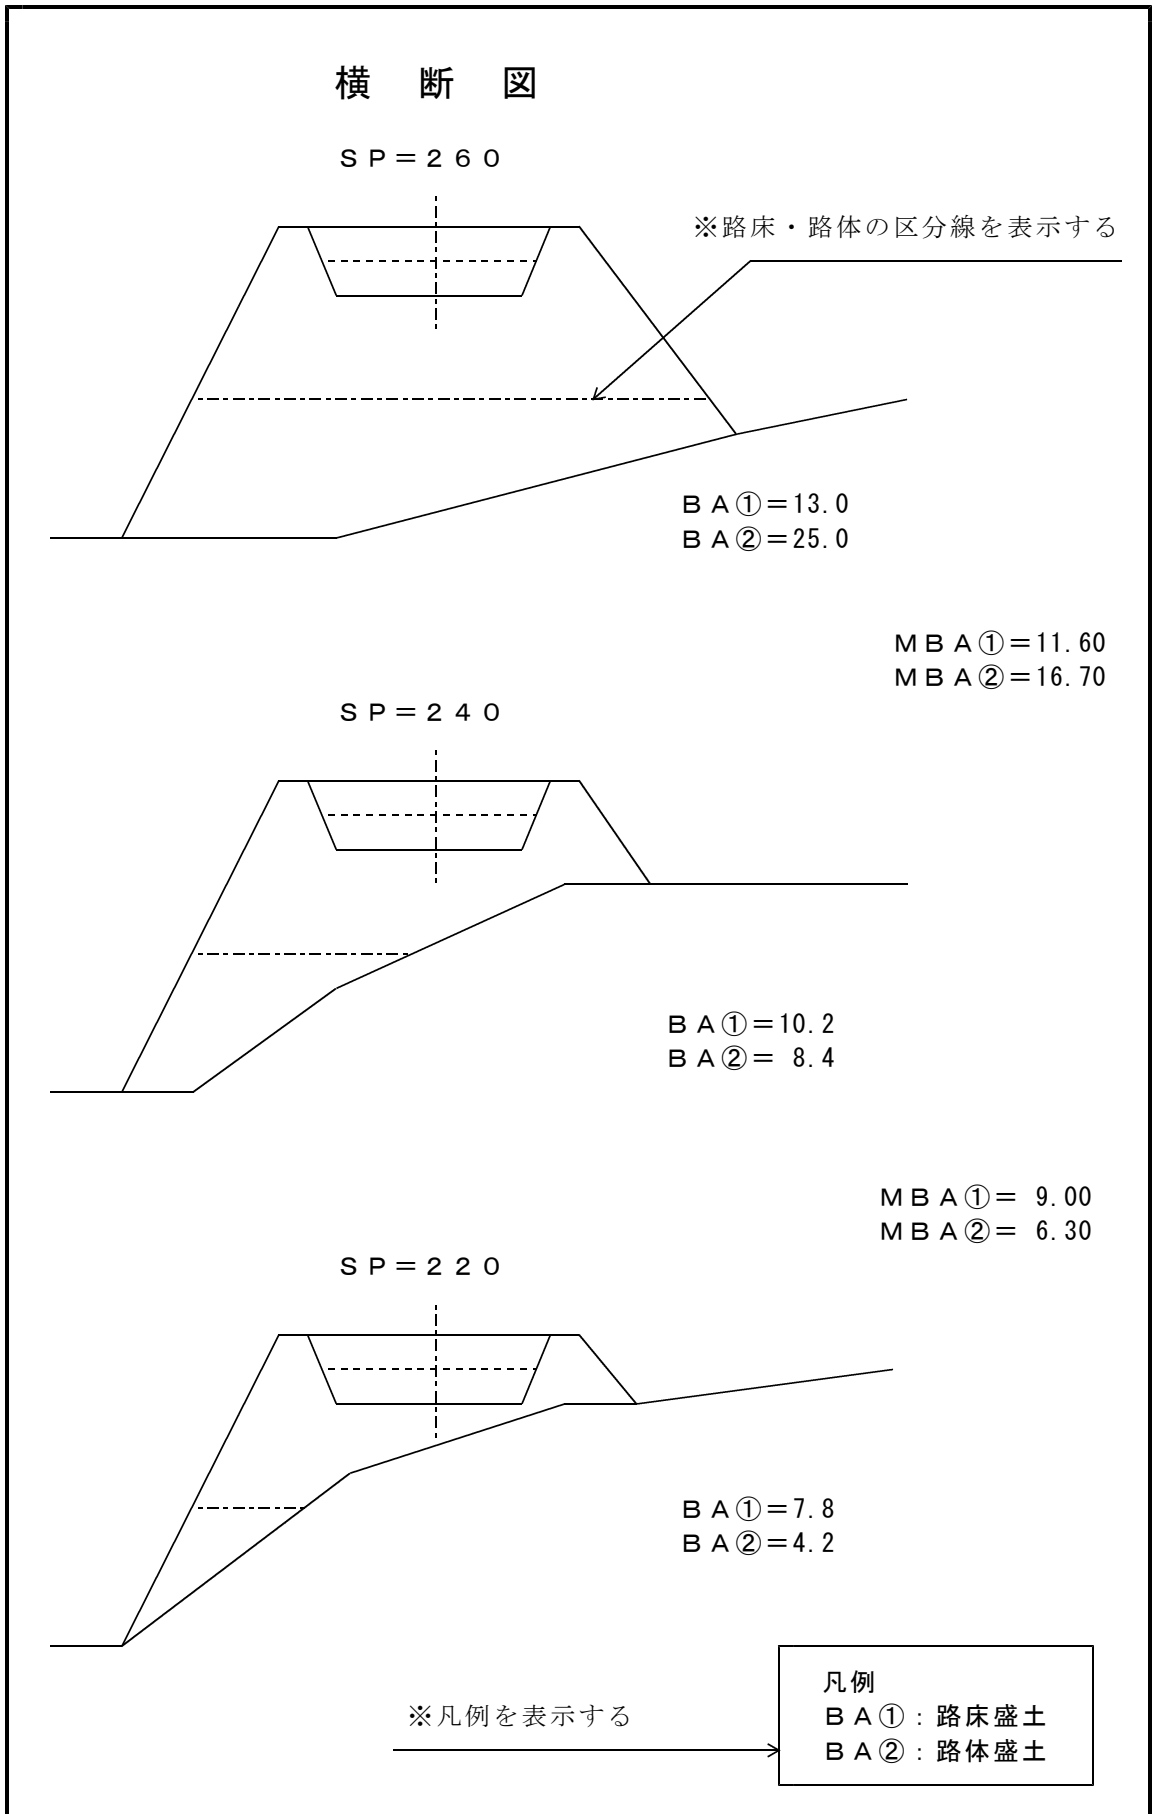 横 断 図
ＳＰ＝２６０
※路床・路体の区分線を表示する
ＢＡ①＝13.0
ＢＡ②＝25.0
ＭＢＡ①＝11.60
ＭＢＡ②＝16.70
ＳＰ＝２４０
ＢＡ①＝10.2
ＢＡ②＝ 8.4
ＭＢＡ①＝ 9.00
ＭＢＡ②＝ 6.30
ＳＰ＝２２０
ＢＡ①＝7.8
ＢＡ②＝4.2
凡例
※凡例を表示する
ＢＡ①：路床盛土
ＢＡ②：路体盛土